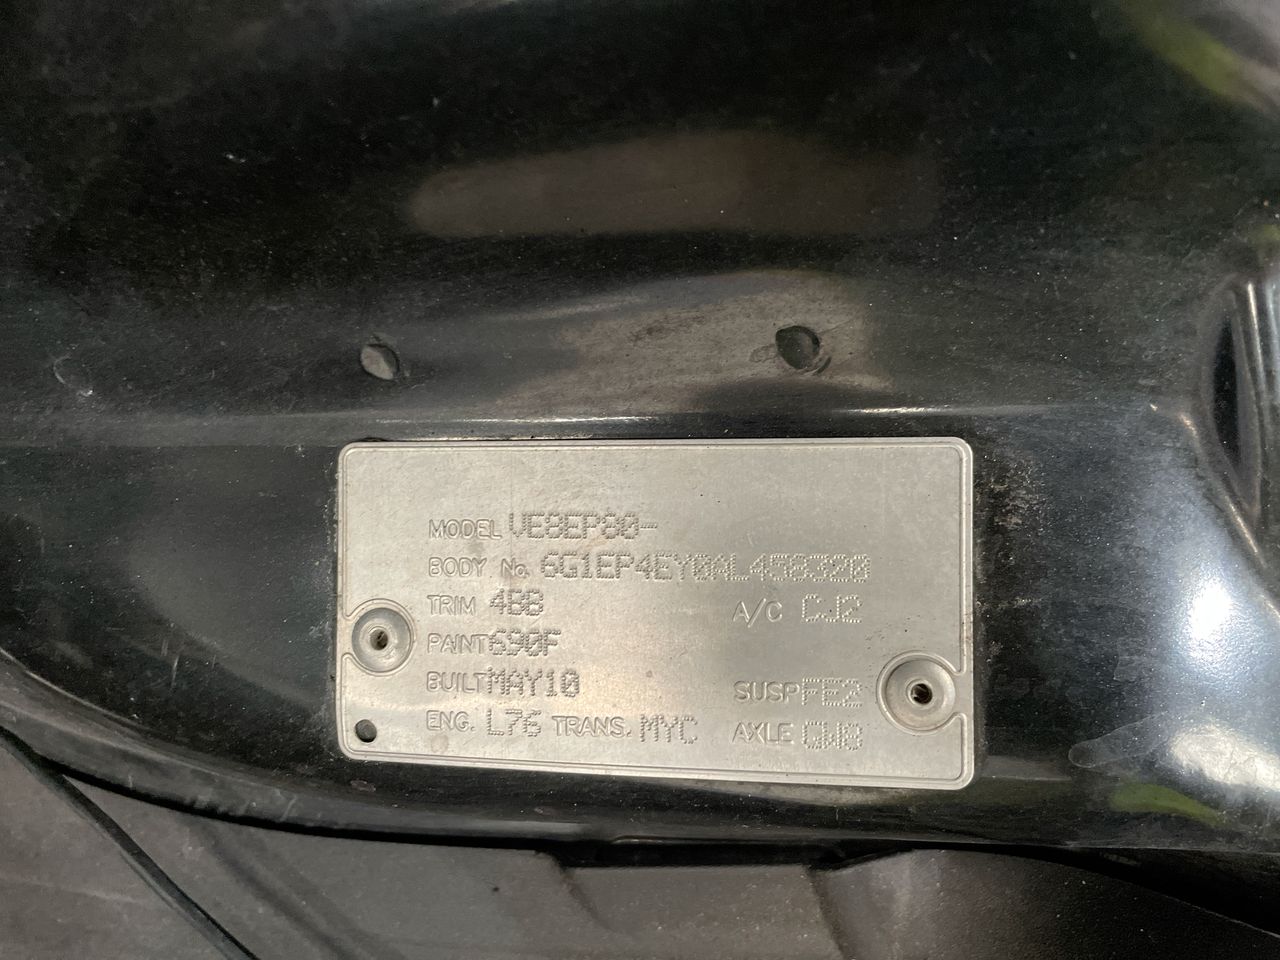 MODEL VE8EP80-
BODY No. 6G1EP4EY0AL458320
TRIM 4BB A/C CJ2
PAINT 690F
BUILT MAY10 SUSP FE2
ENG. L76 TRANS. MYC AXLE GW8